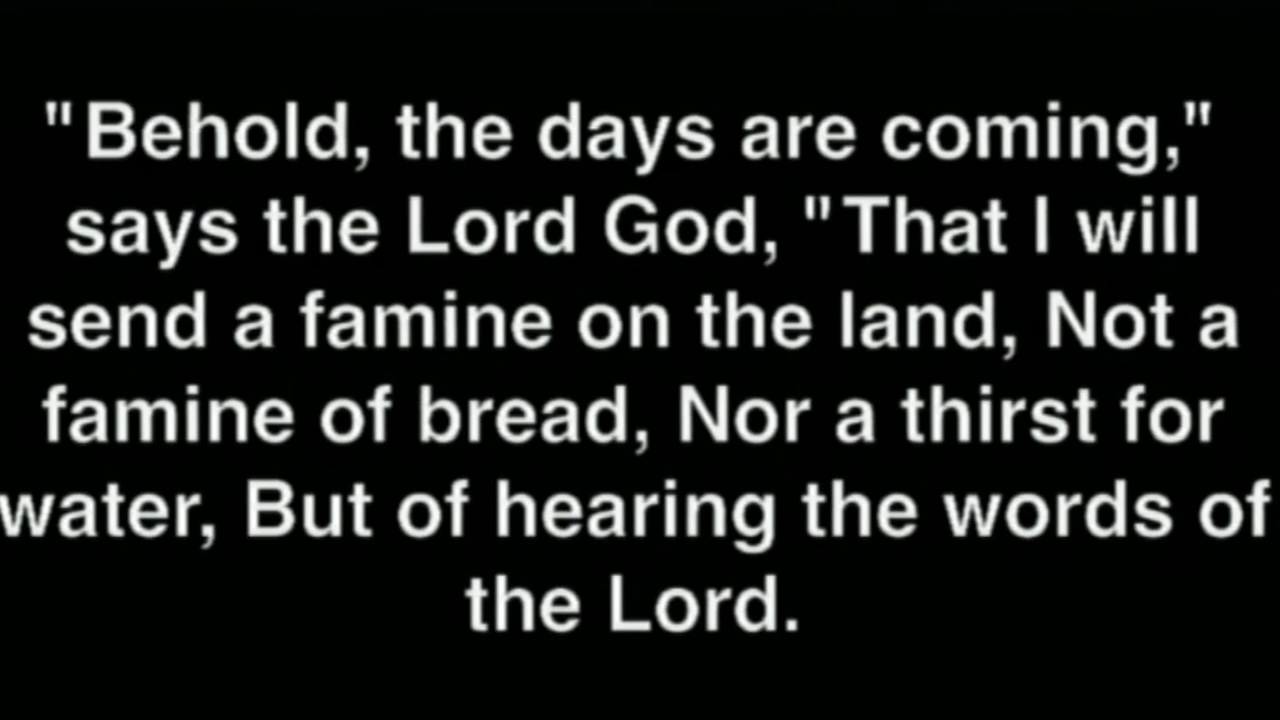 "Behold, the days are coming,"
says the Lord God, "That I will
send a famine on the land, Not a
famine of bread, Nor a thirst for
water, But of hearing the words of
the Lord.